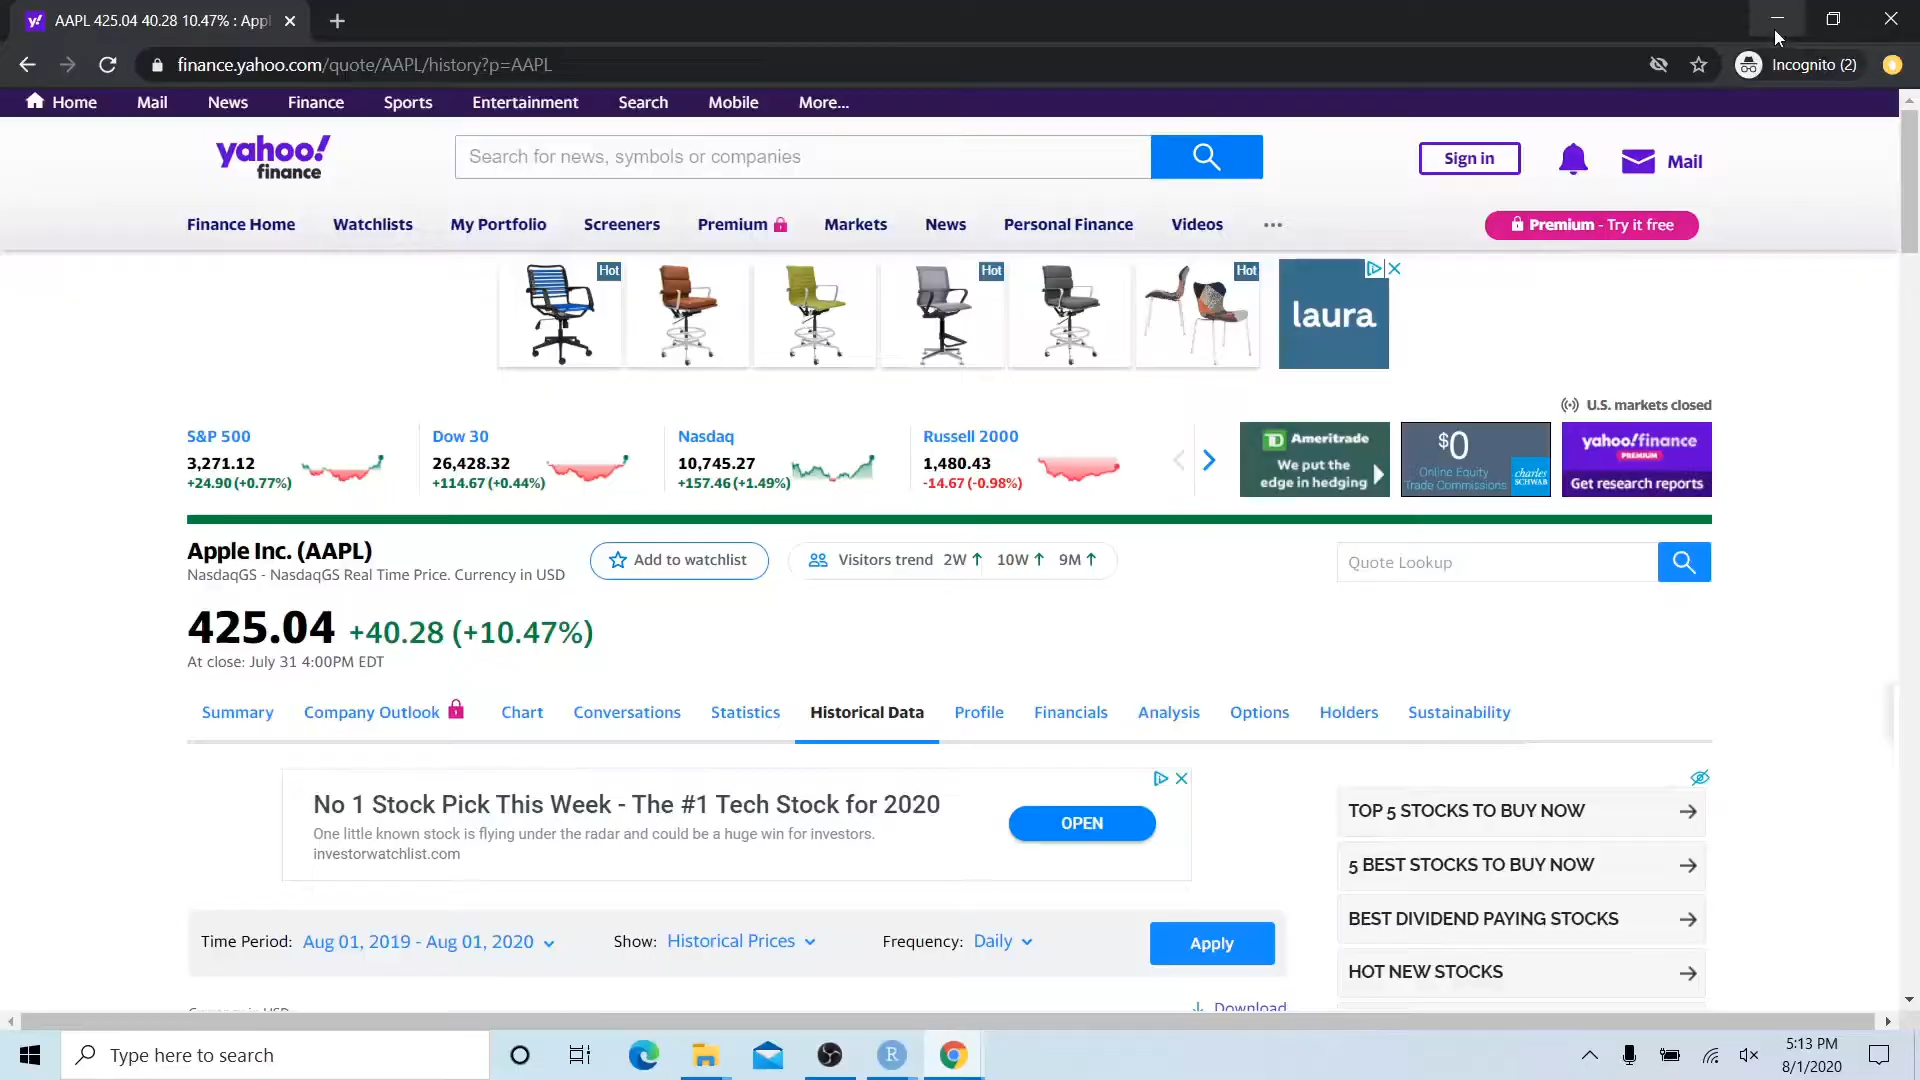 AAPL 425.04 40.28 10.47% : Appl
finance.yahoo.com/quote/AAPL/history?p=AAPL
Incognito (2)
Home Mail News Finance Sports Entertainment Search Mobile More...
yahoo!
finance
Search for news, symbols or companies
Sign in
Mail
Finance Home Watchlists My Portfolio Screeners Premium Markets News Personal Finance Videos
Premium - Try it free
Hot
Hot
Hot
laura
U.S. markets closed
S&P 500
3,271.12
+24.90 (+0.77%)
Dow 30
26,428.32
+114.67 (+0.44%)
Nasdaq
10,745.27
+157.46 (+1.49%)
Russell 2000
1,480.43
-14.67 (-0.98%)
TD Ameritrade
We put the
edge in hedging
$0
Online Equity
Trade Commissions
charles
SCHWAB
yahoo!finance
PREMIUM
Get research reports
Apple Inc. (AAPL)
NasdaqGS - NasdaqGS Real Time Price. Currency in USD
Add to watchlist
Visitors trend 2W ↑ 10W ↑ 9M ↑
Quote Lookup
425.04 +40.28 (+10.47%)
At close: July 31 4:00PM EDT
Summary Company Outlook Chart Conversations Statistics Historical Data Profile Financials Analysis Options Holders Sustainability
No 1 Stock Pick This Week - The #1 Tech Stock for 2020
One little known stock is flying under the radar and could be a huge win for investors.
investorwatchlist.com
OPEN
TOP 5 STOCKS TO BUY NOW
5 BEST STOCKS TO BUY NOW
BEST DIVIDEND PAYING STOCKS
HOT NEW STOCKS
Time Period: Aug 01, 2019 - Aug 01, 2020
Show: Historical Prices
Frequency: Daily
Apply
Currency in USD
Download
Type here to search
5:13 PM
8/1/2020